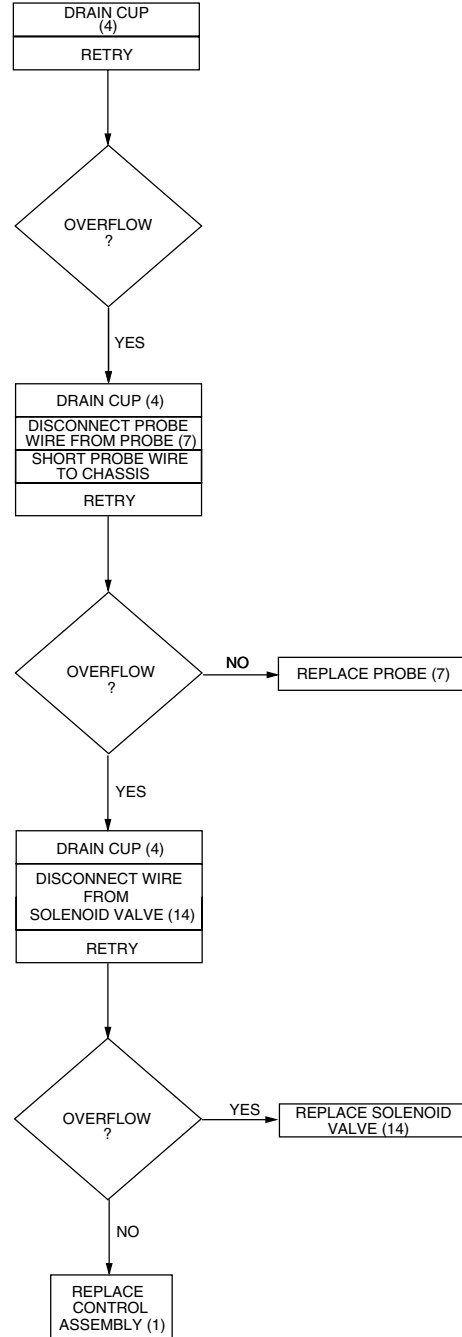 DRAIN CUP
(4)
RETRY
OVERFLOW
?
YES
DRAIN CUP (4)
DISCONNECT PROBE
WIRE FROM PROBE (7)
SHORT PROBE WIRE
TO CHASSIS
RETRY
OVERFLOW
?
NO
REPLACE PROBE (7)
YES
DRAIN CUP (4)
DISCONNECT WIRE
FROM
SOLENOID VALVE (14)
RETRY
OVERFLOW
?
YES
REPLACE SOLENOID
VALVE (14)
NO
REPLACE
CONTROL
ASSEMBLY (1)